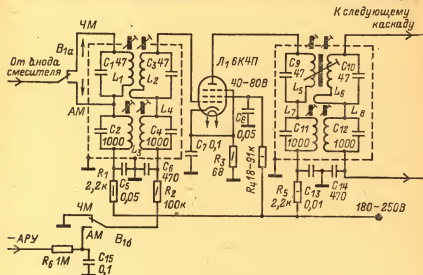 К следующему
каскаду
ЧМ
B1а
От анода
смесителя
АМ
C1 47
C3 47
L1
L2
L4
C2
1000
C4
1000
L3
Л1 6К4П
40-80В
C8
0,05
C7 0,1
R3
68
R4 18-91к
C9
47
C10
47
L5
L6
L7
L8
C11
1000
C12
1000
R1
2,2к
C5
0,05
C6
470
R2
100к
R5
2,2к
C13
0,01
C14
470
180-250В
ЧМ
АМ
B1б
-АРУ
R6 1М
C15
0,1